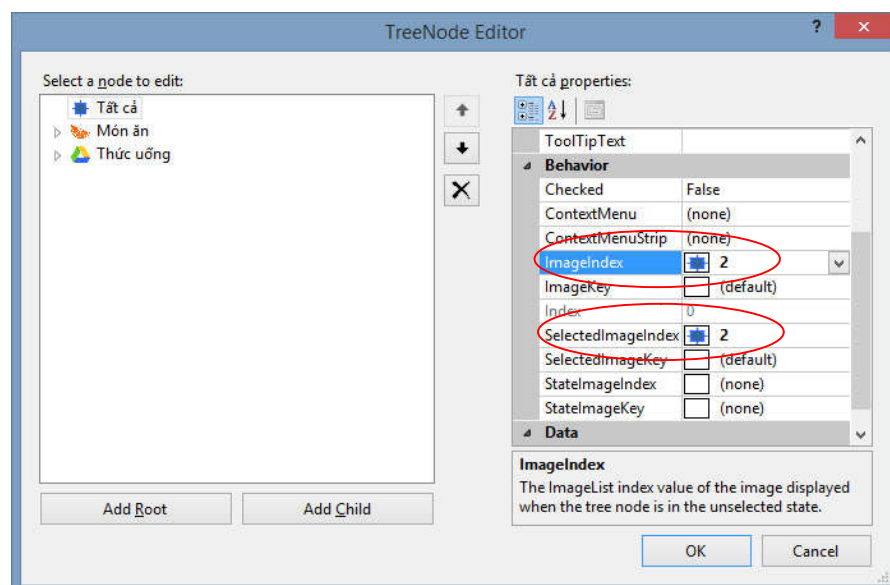 TreeNode Editor
?
Select a node to edit:
Tất cả
Món ăn
Thức uống
Add Root
Add Child
Tất cả properties:
ToolTipText
Behavior
Checked False
ContextMenu (none)
ContextMenuStrip (none)
ImageIndex 2
ImageKey (default)
Index 0
SelectedImageIndex 2
SelectedImageKey (default)
StateImageIndex (none)
StateImageKey (none)
Data
ImageIndex
The ImageList index value of the image displayed
when the tree node is in the unselected state.
OK
Cancel